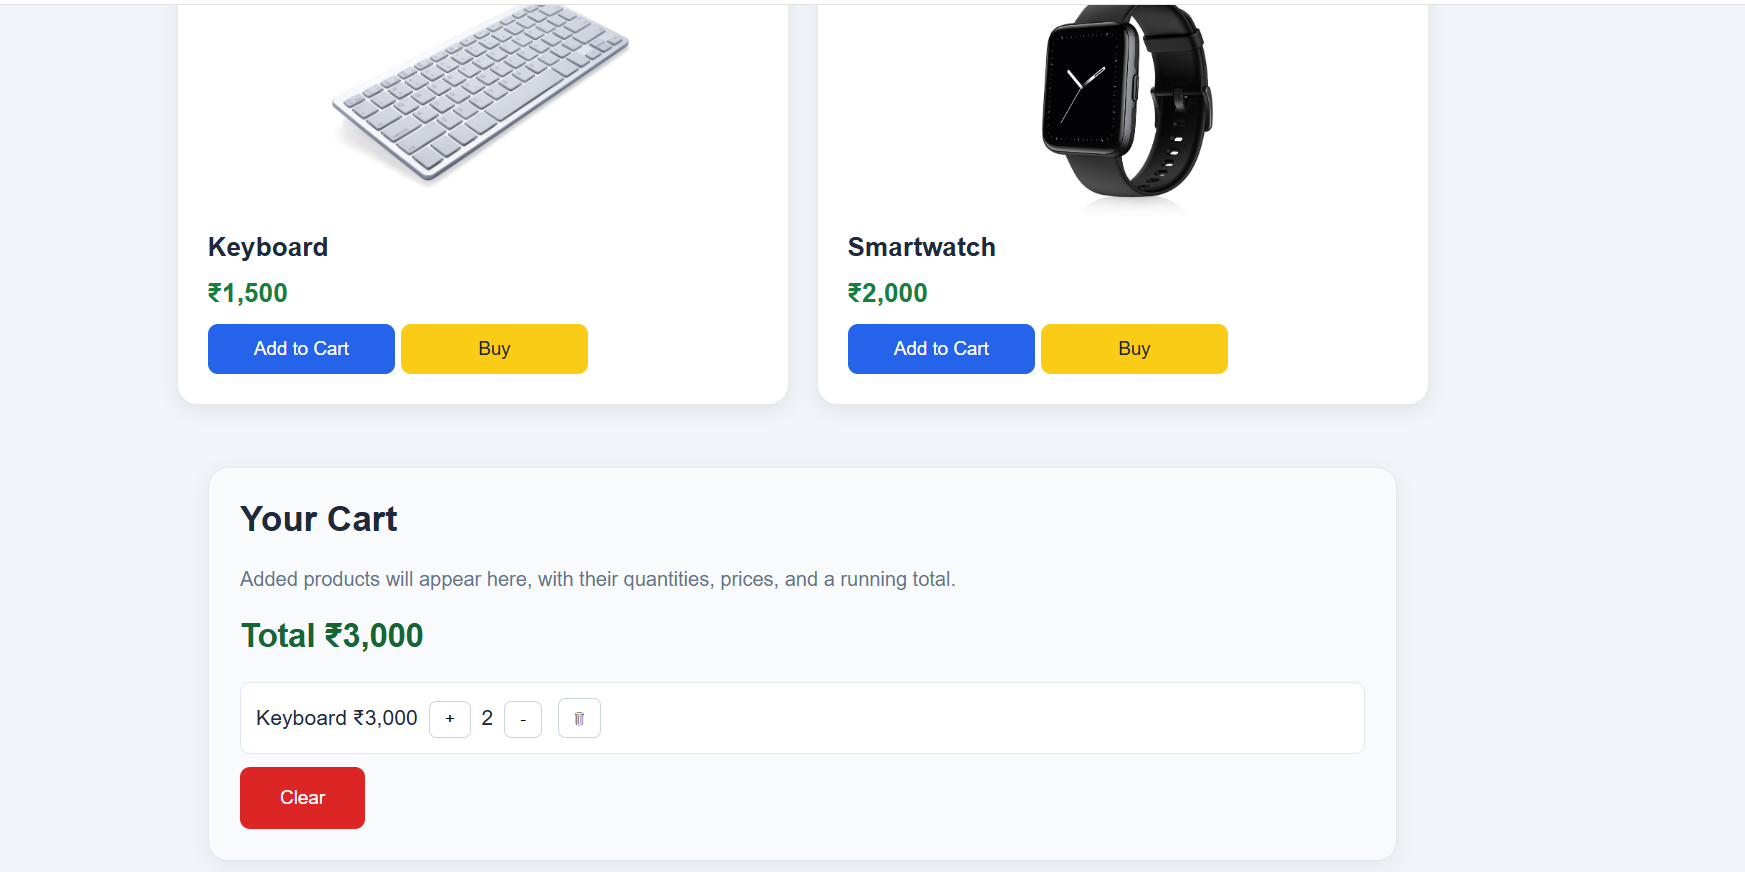 Keyboard
₹1,500
Add to Cart Buy
Smartwatch
₹2,000
Add to Cart Buy
Your Cart
Added products will appear here, with their quantities, prices, and a running total.
Total ₹3,000
Keyboard ₹3,000 + 2 -
Clear